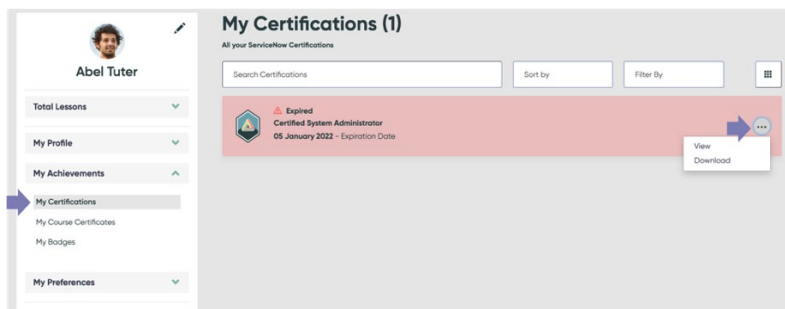 Abel Tuter
Total Lessons
My Profile
My Achievements
My Certifications
My Course Certificates
My Badges
My Preferences
My Certifications (1)
All your ServiceNow Certifications
Search Certifications
Sort by
Filter By
Expired
Certified System Administrator
05 January 2022 - Expiration Date
View
Download